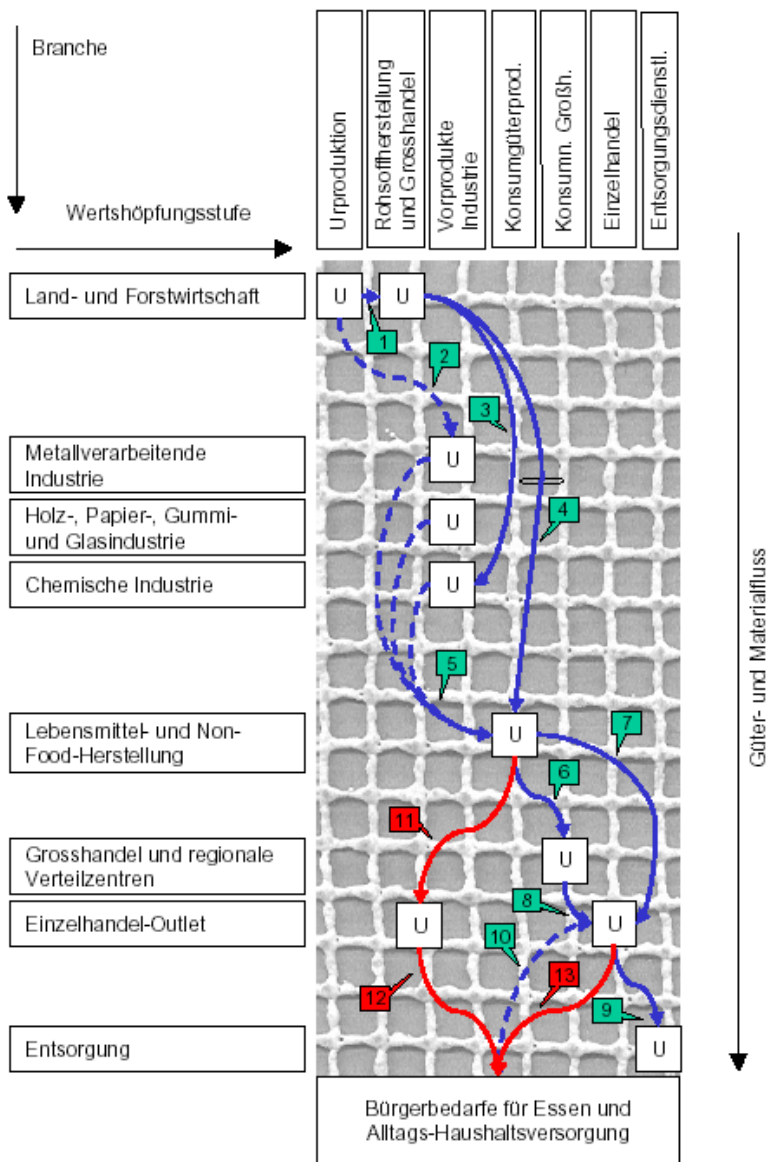 Branche
Wertshöpfungsstufe
Urproduktion
Rohsoffherstellung
und Grosshandel
Vorprodukte
Industrie
Konsumgüterprod.
Konsumn. Großh.
Einzelhandel
Entsorgungsdienstl.
Land- und Forstwirtschaft
U
U
1
2
3
Metallverarbeitende
Industrie
U
Holz-, Papier-, Gummi-
und Glasindustrie
U
4
Chemische Industrie
U
5
Lebensmittel- und Non-
Food-Herstellung
U
7
6
11
Grosshandel und regionale
Verteilzentren
U
Einzelhandel-Outlet
U
8
U
10
12
13
9
Entsorgung
U
Güter- und Materialfluss
Bürgerbedarfe für Essen und
Alltags-Haushaltsversorgung